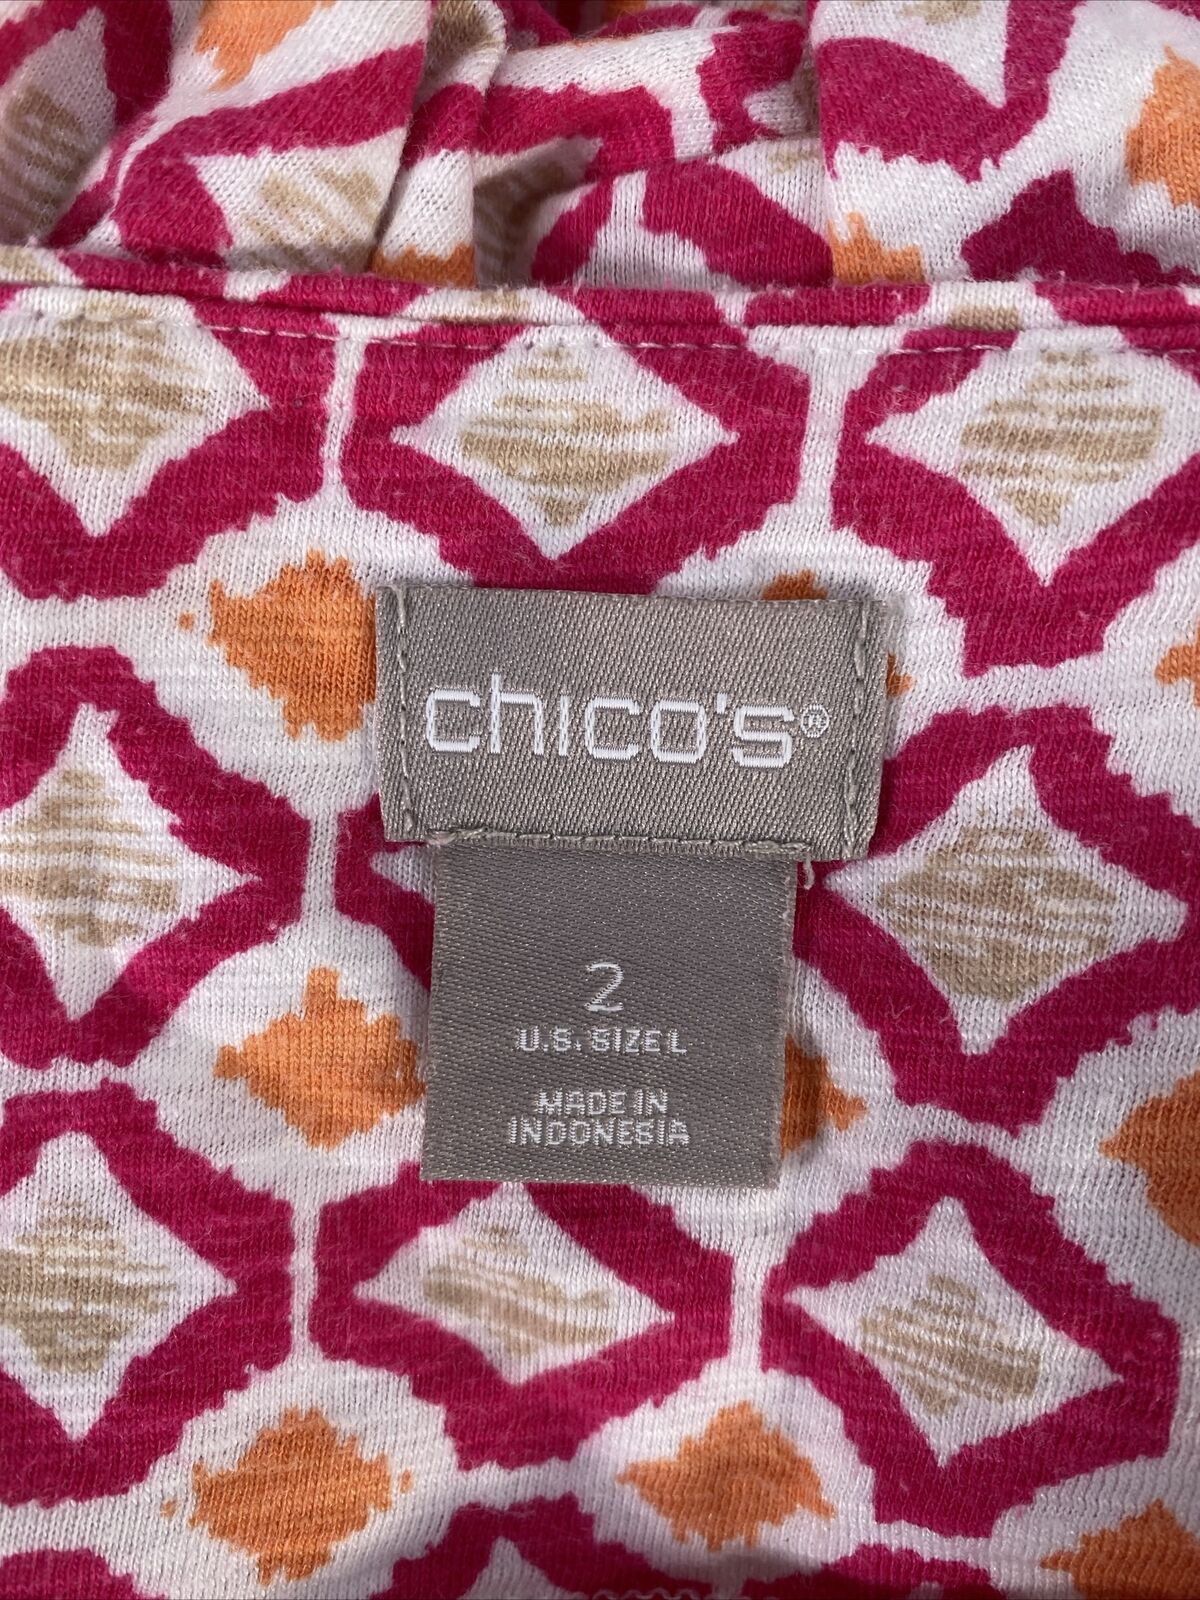 chico's®
2
U.S. SIZE L
MADE IN
INDONESIA